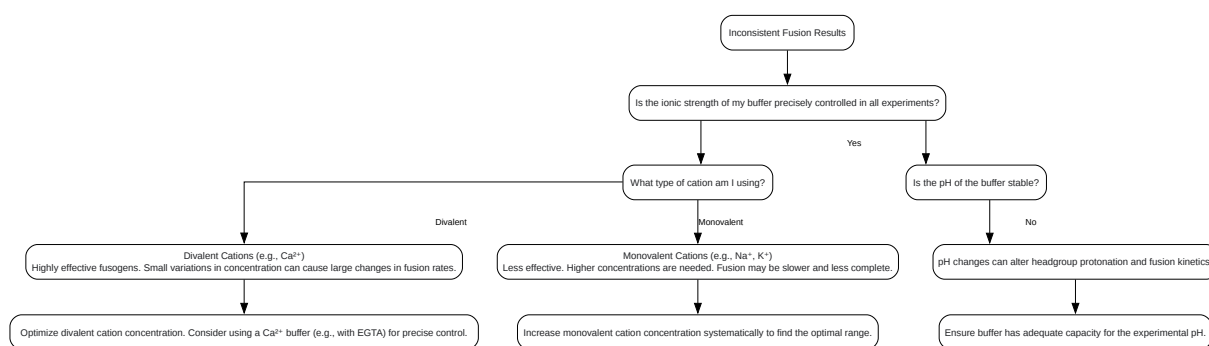 Inconsistent Fusion Results
Is the ionic strength of my buffer precisely controlled in all experiments?
Yes
What type of cation am I using?
Is the pH of the buffer stable?
Divalent
Monovalent
No
Divalent Cations (e.g., Ca²⁺)
Highly effective fusogens. Small variations in concentration can cause large changes in fusion rates.
Monovalent Cations (e.g., Na⁺, K⁺)
Less effective. Higher concentrations are needed. Fusion may be slower and less complete.
pH changes can alter headgroup protonation and fusion kinetics
Optimize divalent cation concentration. Consider using a Ca²⁺ buffer (e.g., with EGTA) for precise control.
Increase monovalent cation concentration systematically to find the optimal range.
Ensure buffer has adequate capacity for the experimental pH.